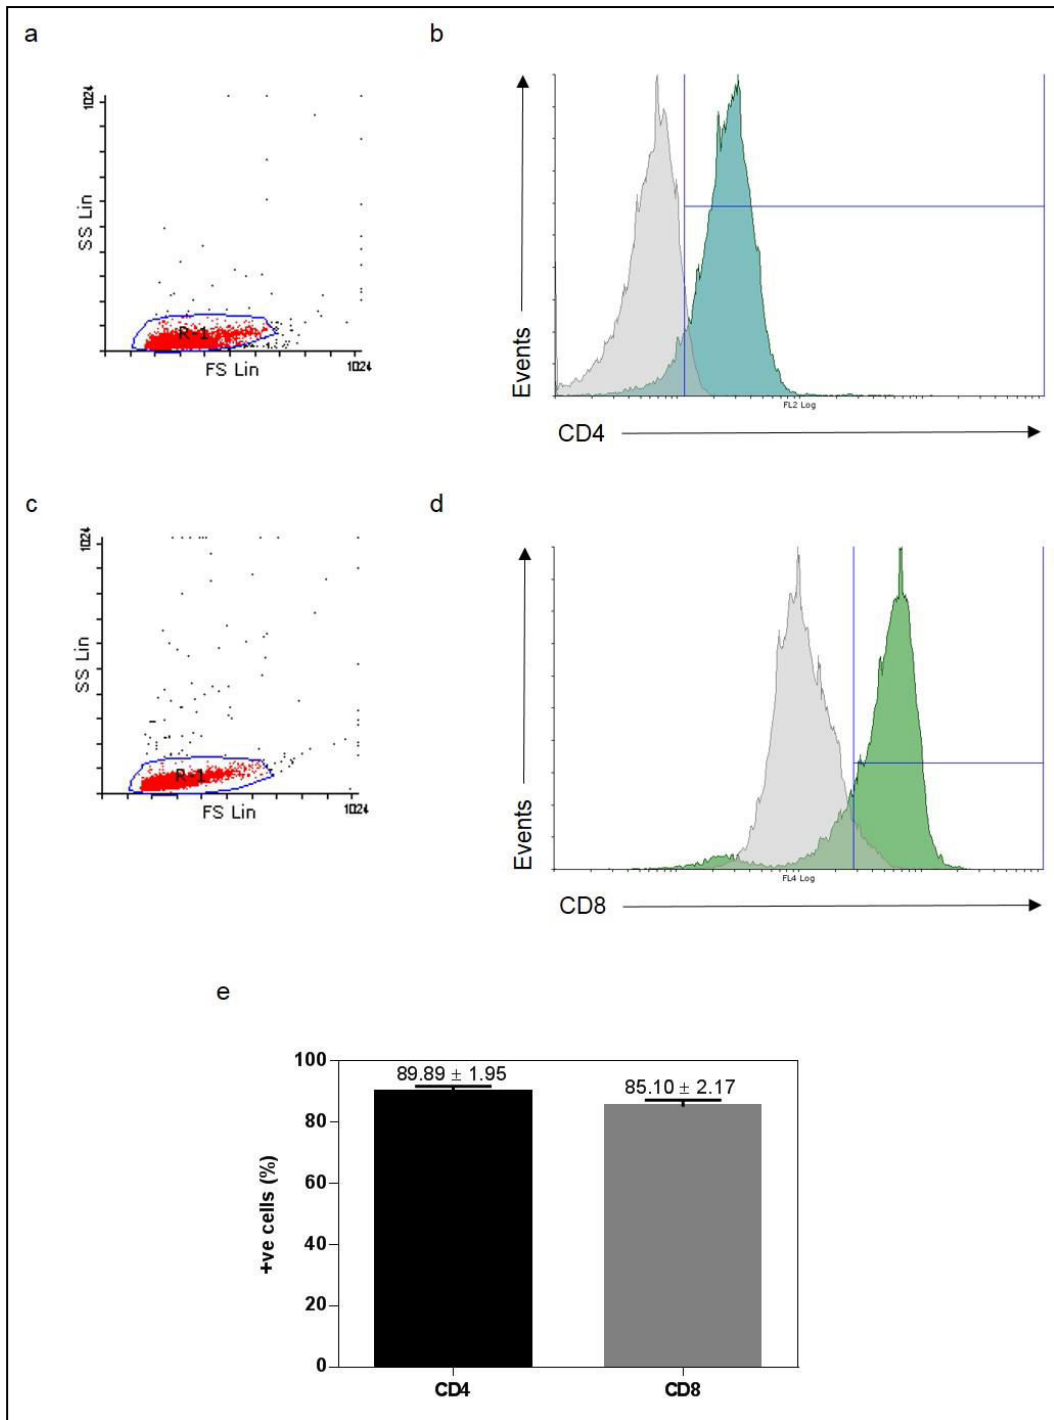 a
b
1024
SS Lin
R-1
FS Lin
1024
Events
FL2 Log
CD4
c
d
1024
SS Lin
R-1
FS Lin
1024
Events
FL4 Log
CD8
e
100
80
60
40
20
0
+ve cells (%)
89.89 ± 1.95
85.10 ± 2.17
CD4
CD8